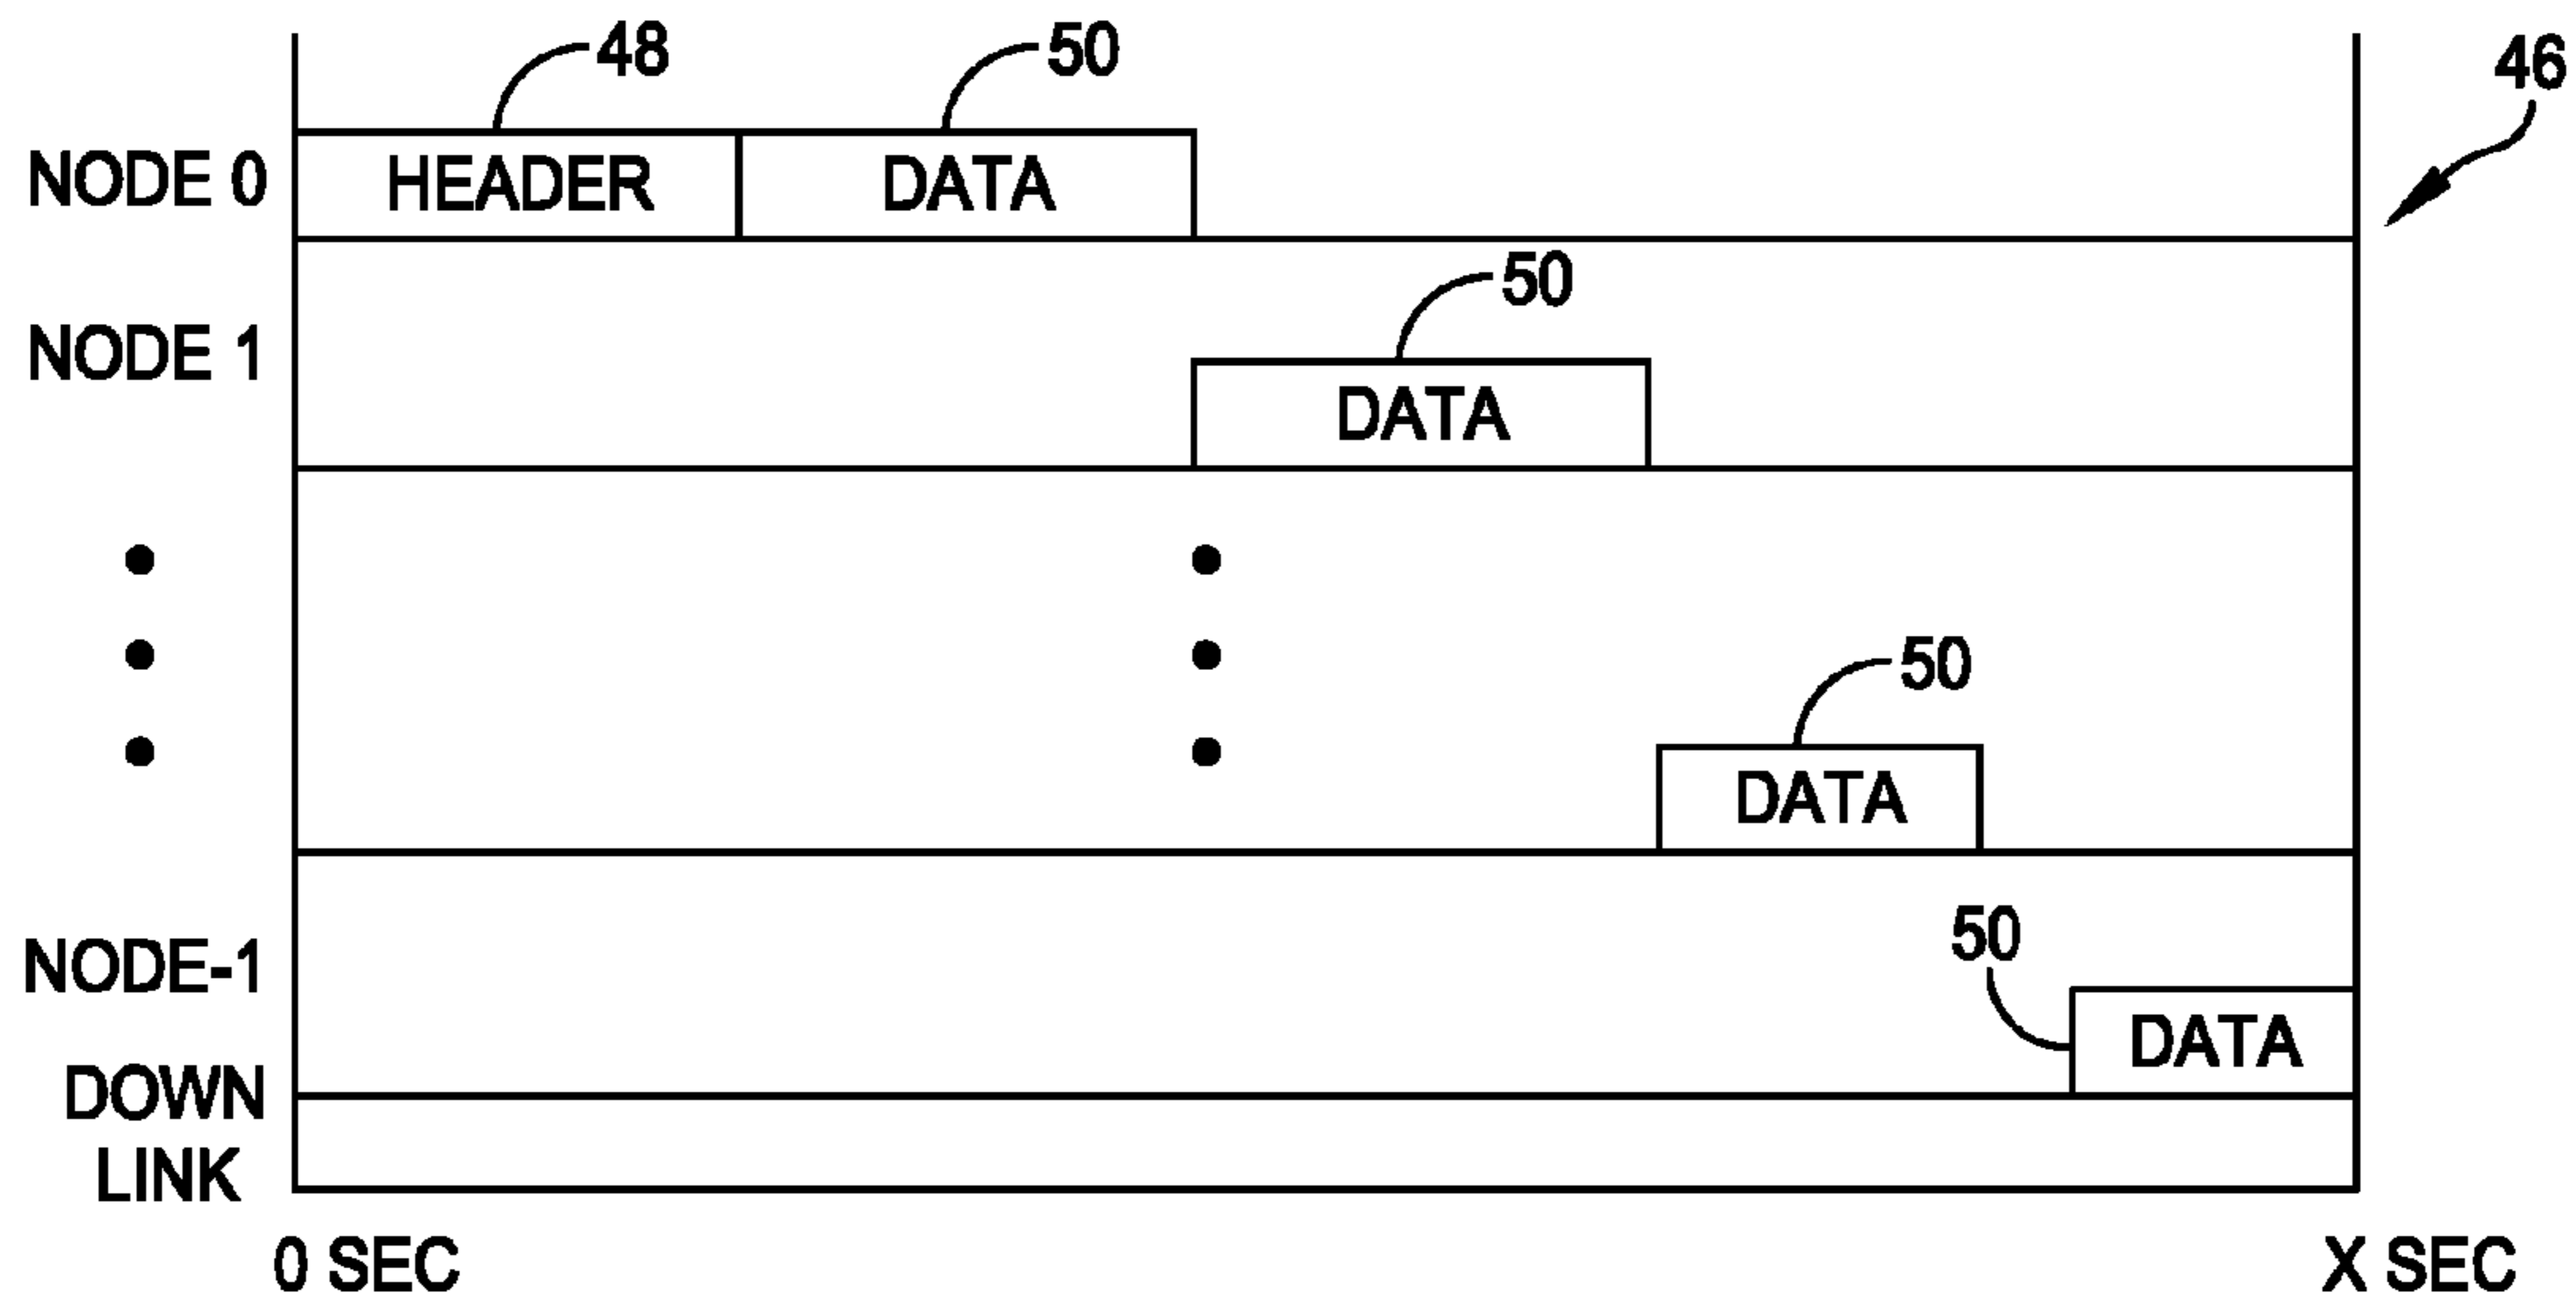 48
50
46
NODE 0
HEADER
DATA
50
NODE 1
DATA
50
DATA
50
NODE-1
DATA
DOWN
LINK
0 SEC
X SEC